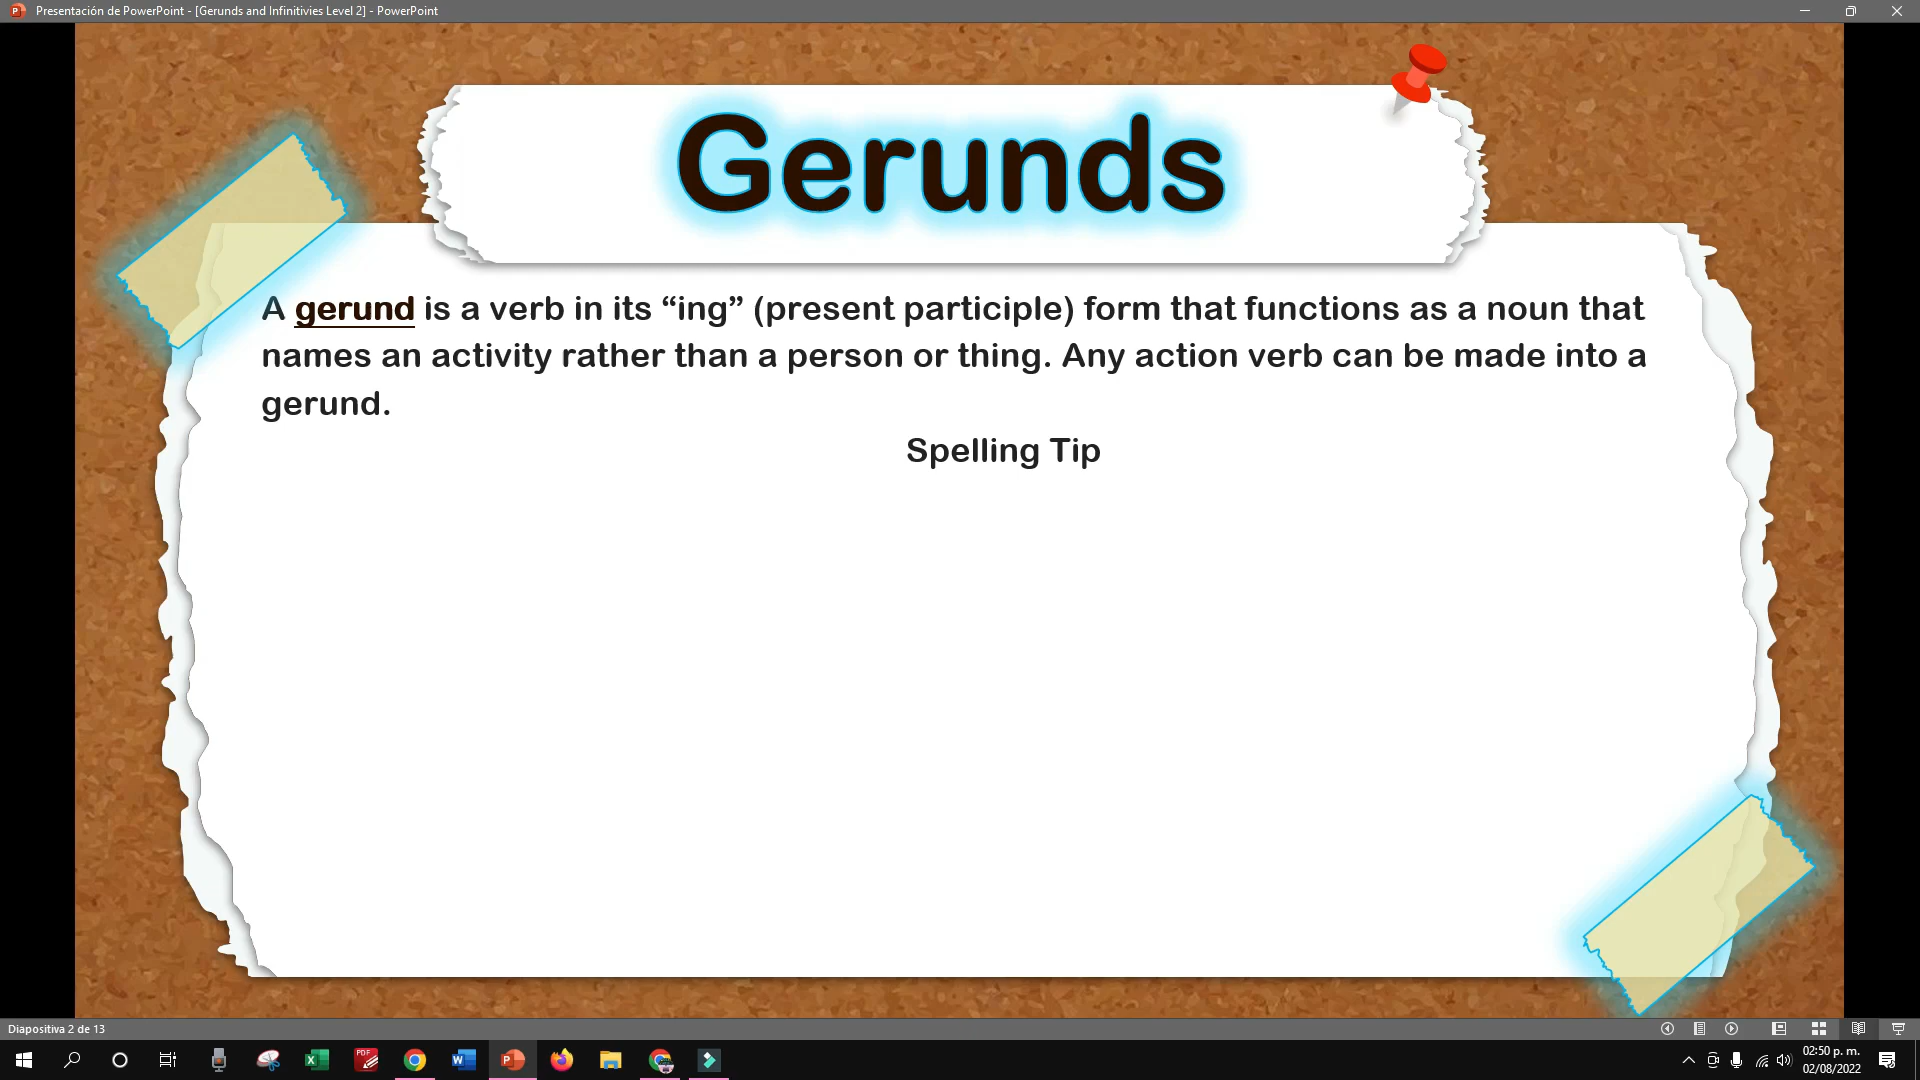 Presentación de PowerPoint - [Gerunds and Infinitivies Level 2] - PowerPoint
Gerunds
A gerund is a verb in its “ing” (present participle) form that functions as a noun that
names an activity rather than a person or thing. Any action verb can be made into a
gerund.
Spelling Tip
Diapositiva 2 de 13
02:50 p. m.
02/08/2022